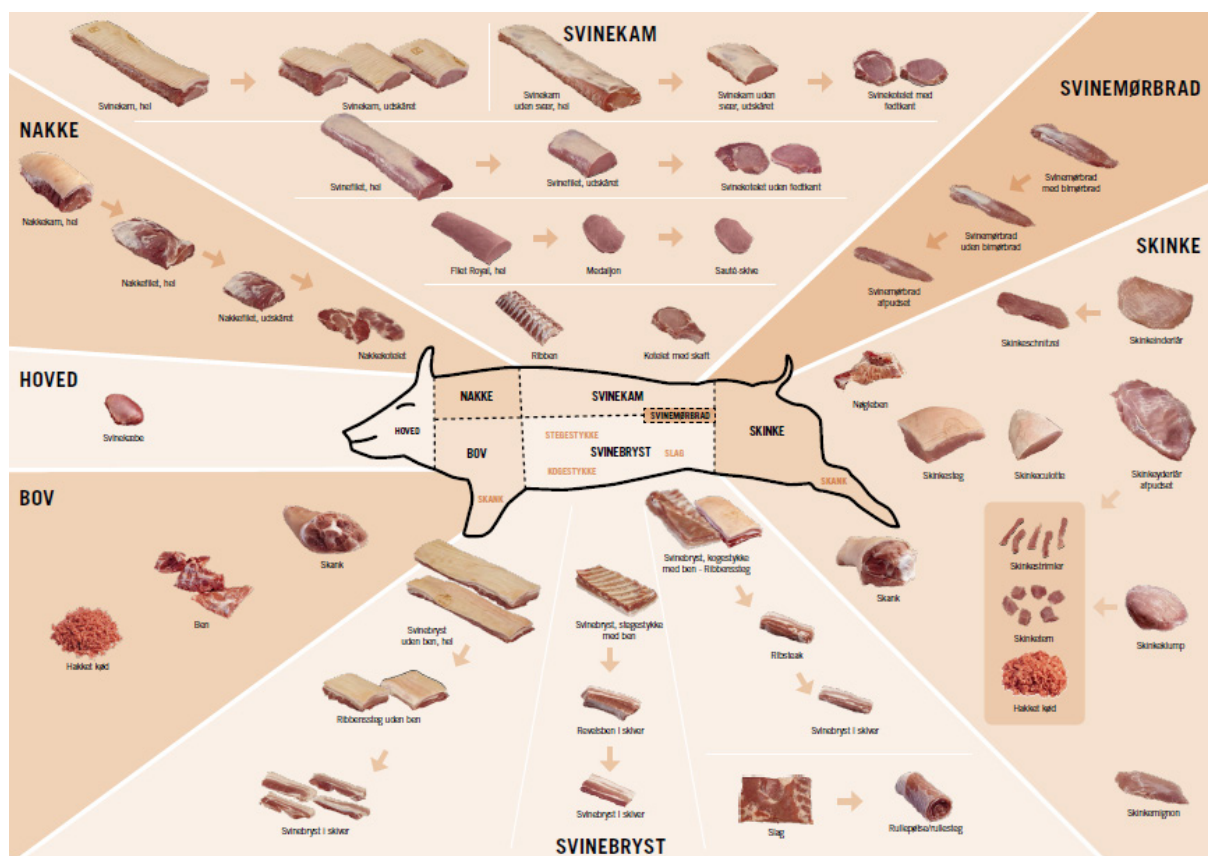 SVINEKAM
Svinekam, hel
Svinekam, udskåret
Svinekam
uden svær, hel
Svinekam uden
svær, udskåret
Svinekotelet med
fedtkant
Svinefilet, hel
Svinefilet, udskåret
Svinekotelet uden fedtkant
Filet Royal, hel
Medaljon
Sauté-skive
Ribben
Kotelet med skaft
SVINEMØRBRAD
Svinemørbrad
med bimørbrad
Svinemørbrad
uden bimørbrad
Svinemørbrad
afpudset
NAKKE
Nakkekam, hel
Nakkefilet, hel
Nakkefilet, udskåret
Nakkekotelet
HOVED
Svinekæbe
HOVED
NAKKE
SVINEKAM
SVINEMØRBRAD
SKINKE
BOV
STEGESTYKKE
SVINEBRYST
SLAG
KOGESTYKKE
SKANK
SKANK
SKINKE
Skinkeschnitzel
Skinkeinderlår
Nøgleben
Skinkesteg
Skinkeculotte
Skinkeyderlår
afpudset
Skinkestrimler
Skinketern
Hakket kød
Skinkeklump
Skank
Skinkemignon
BOV
Skank
Ben
Hakket kød
Svinebryst
uden ben, hel
Ribbenssteg uden ben
Svinebryst i skiver
Svinebryst, stegestykke
med ben
Revelsben i skiver
Svinebryst i skiver
Svinebryst, kogestykke
med ben - Ribbenssteg
Ribsteak
Svinebryst i skiver
Slag
Rullepølse/rullesteg
SVINEBRYST